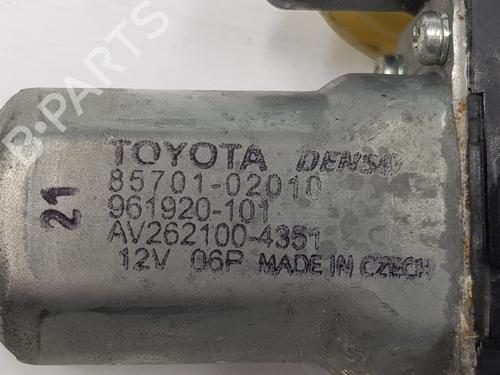 B-PARTS
TOYOTA DENSO
85701-02010
961920-101
AV262100-4351
12V 06P MADE IN CZECH
21